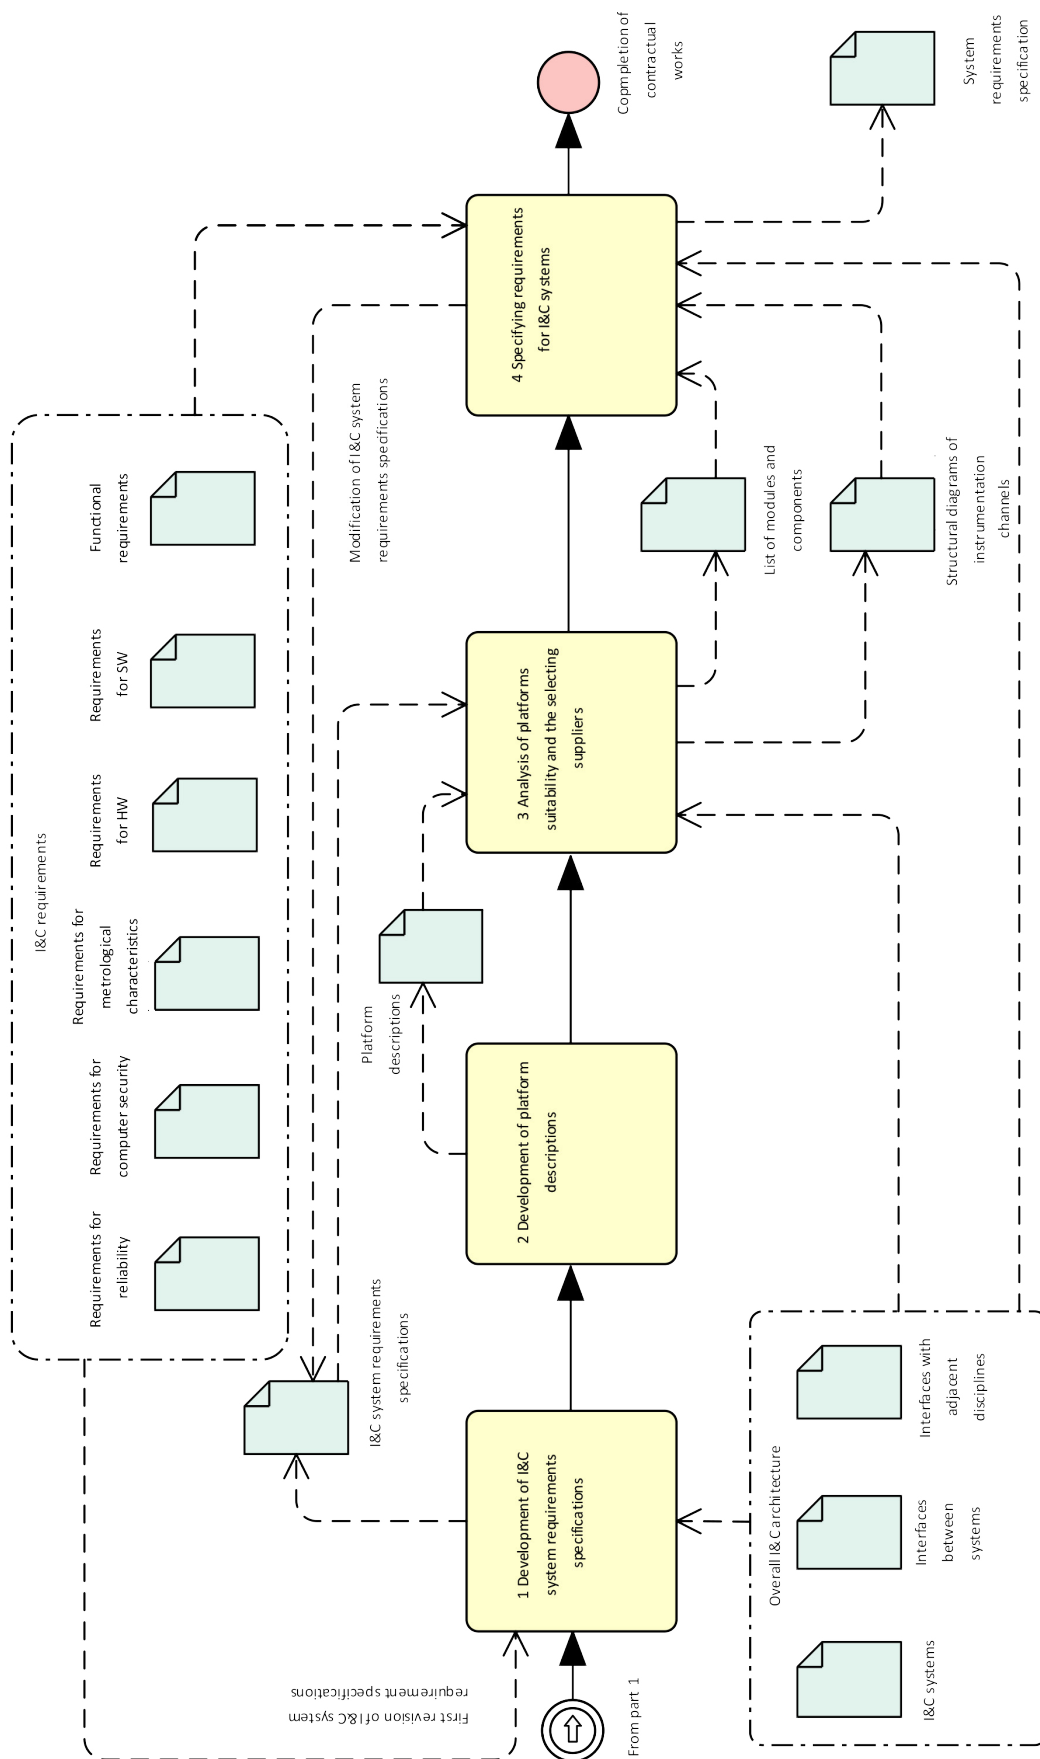 I&C requirements
Requirements for
reliability
Requirements for
computer security
Requirements for
metrological
characteristics
Requirements
for HW
Requirements
for SW
Functional
requirements
First revision of I&C system
requirement specifications
I&C system requirements
specifications
Modification of I&C system
requirements specifications
Platform
descriptions
From part 1
1 Development of I&C
system requirements
specifications
2 Development of platform
descriptions
3 Analysis of platforms
suitability and the selecting
suppliers
4 Specifying requirements
for I&C systems
Copmpletion of
contractual
works
List of modules and
components
Structural diagrams of
instrumentation
channels
System
requirements
specification
Overall I&C architecture
I&C systems
Interfaces
between
systems
Interfaces with
adjacent
disciplines